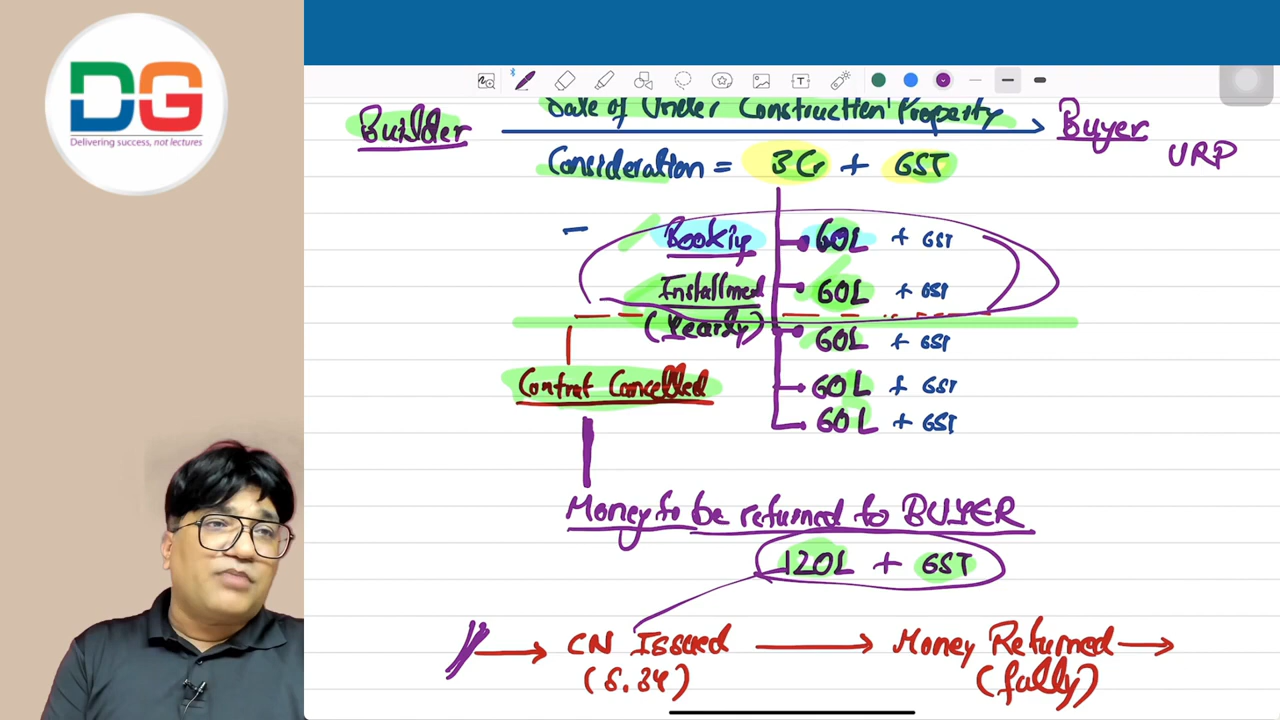 DG
Delivering success, not lectures
Sale of Under Construction Property
Builder
Buyer
URP
Consideration = 3Cr + GST
Booking 60L + GST
Installment 60L + GST
(Yearly) 60L + GST
Contract Cancelled 60L + GST
60L + GST
Money to be returned to BUYER
120L + GST
CN Issued
(S.34)
Money Returned
(fully)